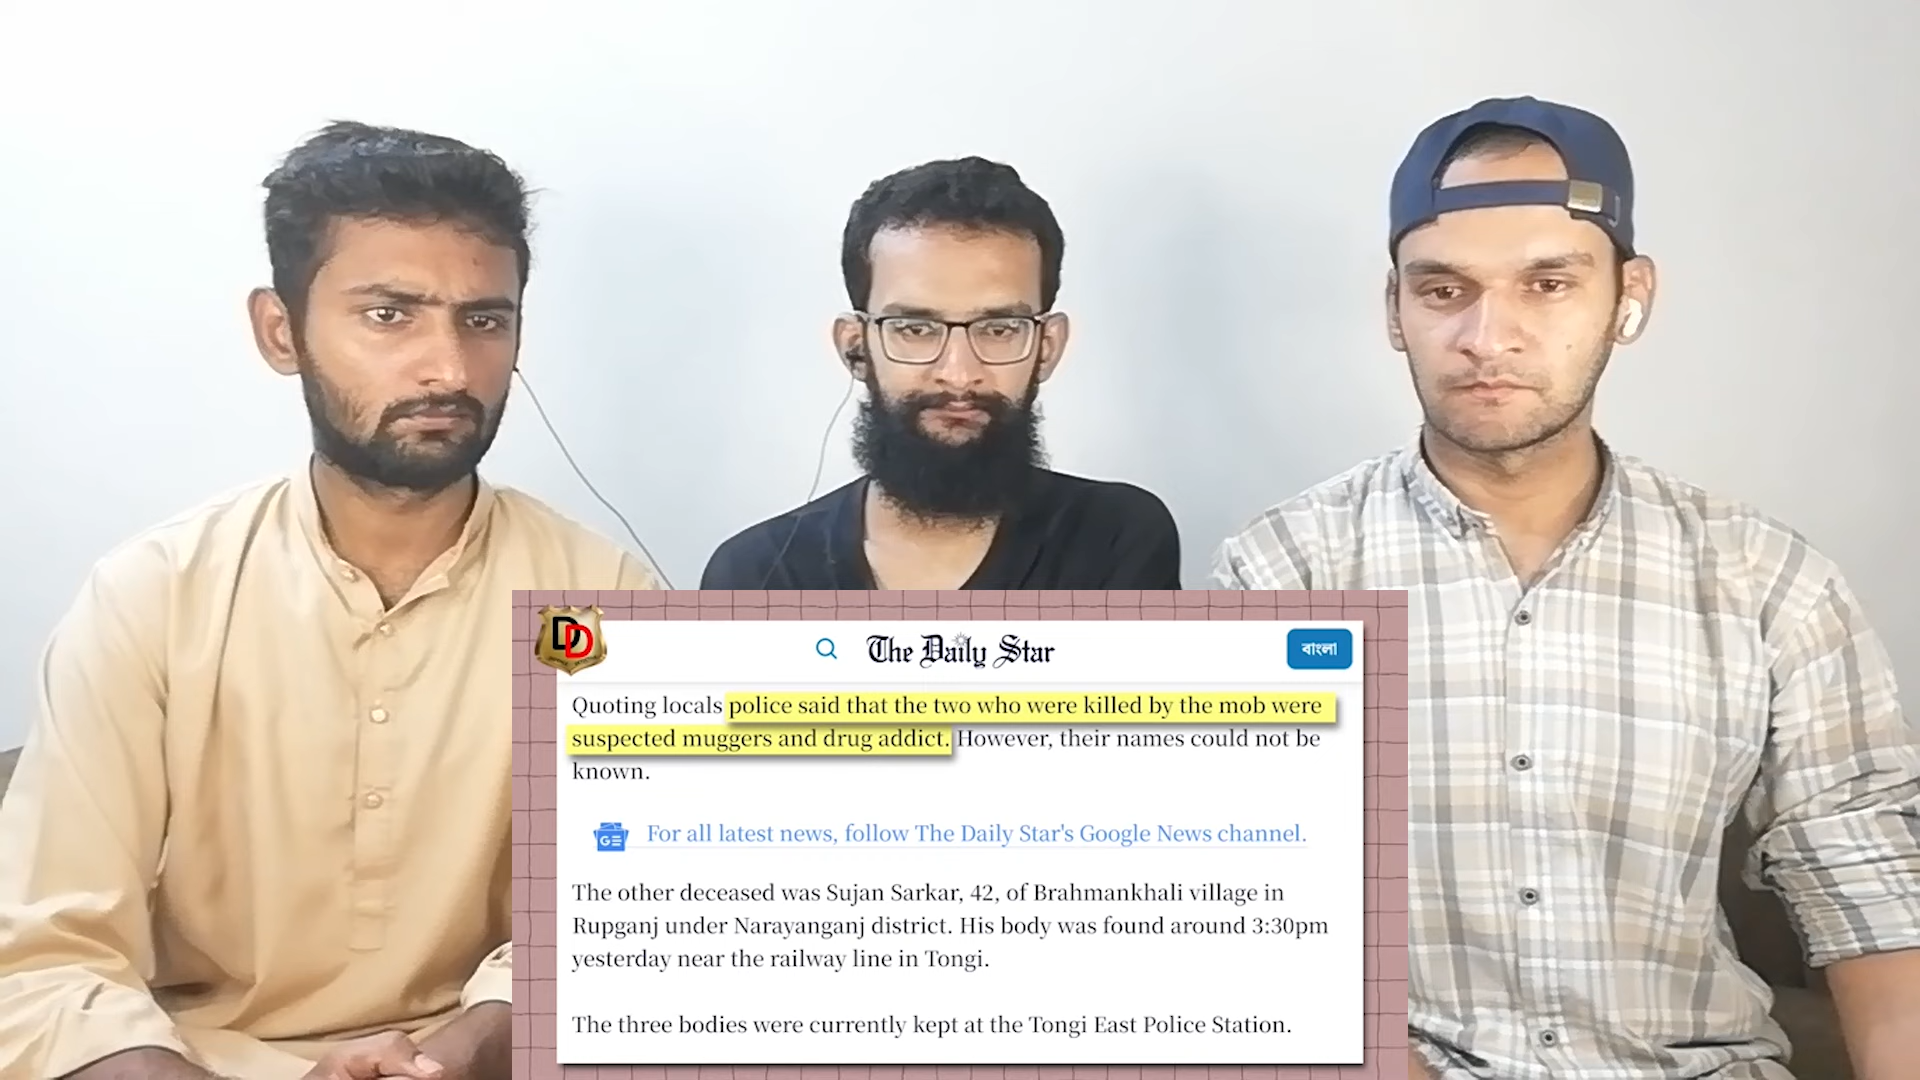 DD
The Daily Star
বাংলা
Quoting locals police said that the two who were killed by the mob were
suspected muggers and drug addict. However, their names could not be
known.
GE
For all latest news, follow The Daily Star's Google News channel.
The other deceased was Sujan Sarkar, 42, of Brahmankhali village in
Rupganj under Narayanganj district. His body was found around 3:30pm
yesterday near the railway line in Tongi.
The three bodies were currently kept at the Tongi East Police Station.